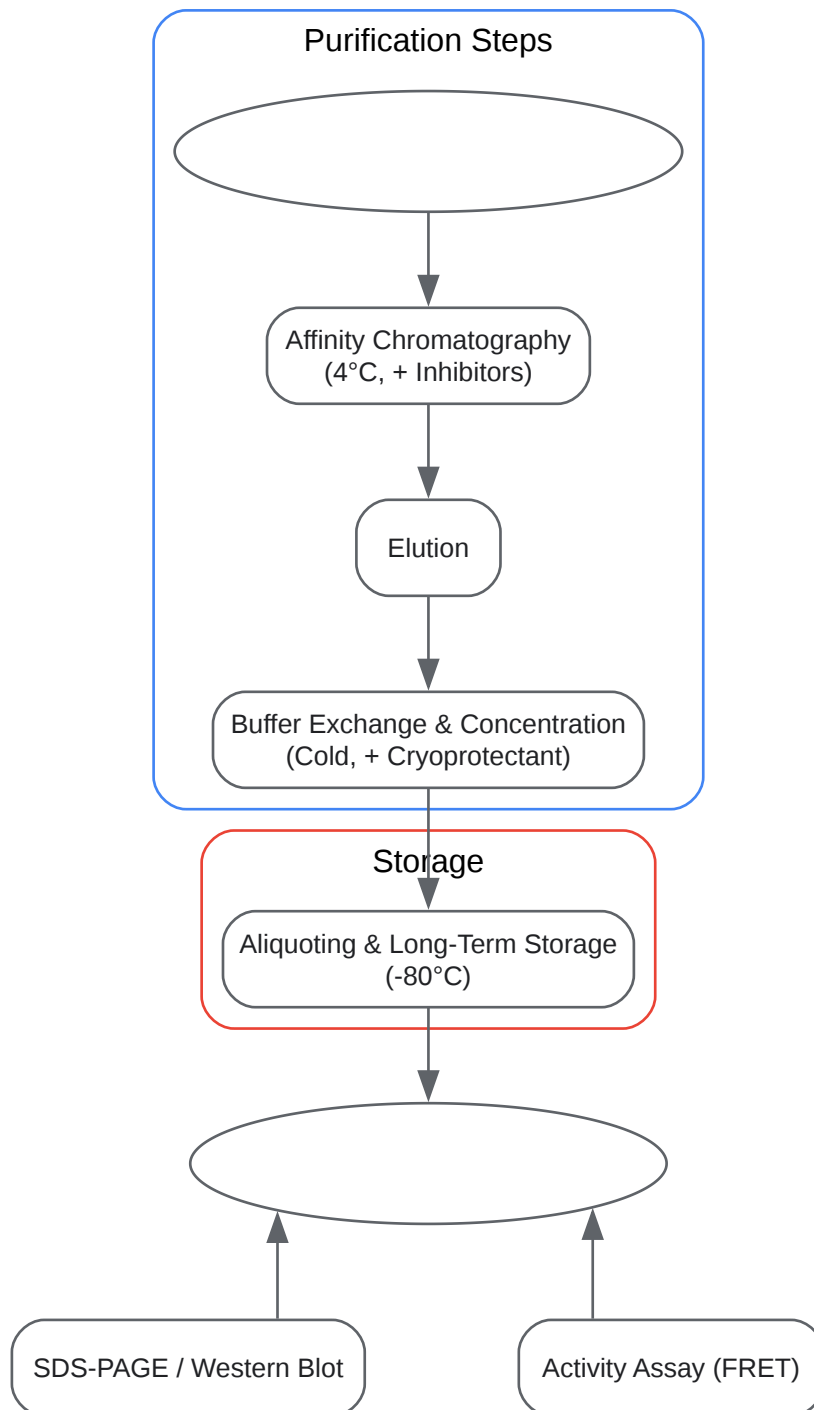 Purification Steps
Affinity Chromatography
(4°C, + Inhibitors)
Elution
Buffer Exchange & Concentration
(Cold, + Cryoprotectant)
Storage
Aliquoting & Long-Term Storage
(-80°C)
SDS-PAGE / Western Blot
Activity Assay (FRET)